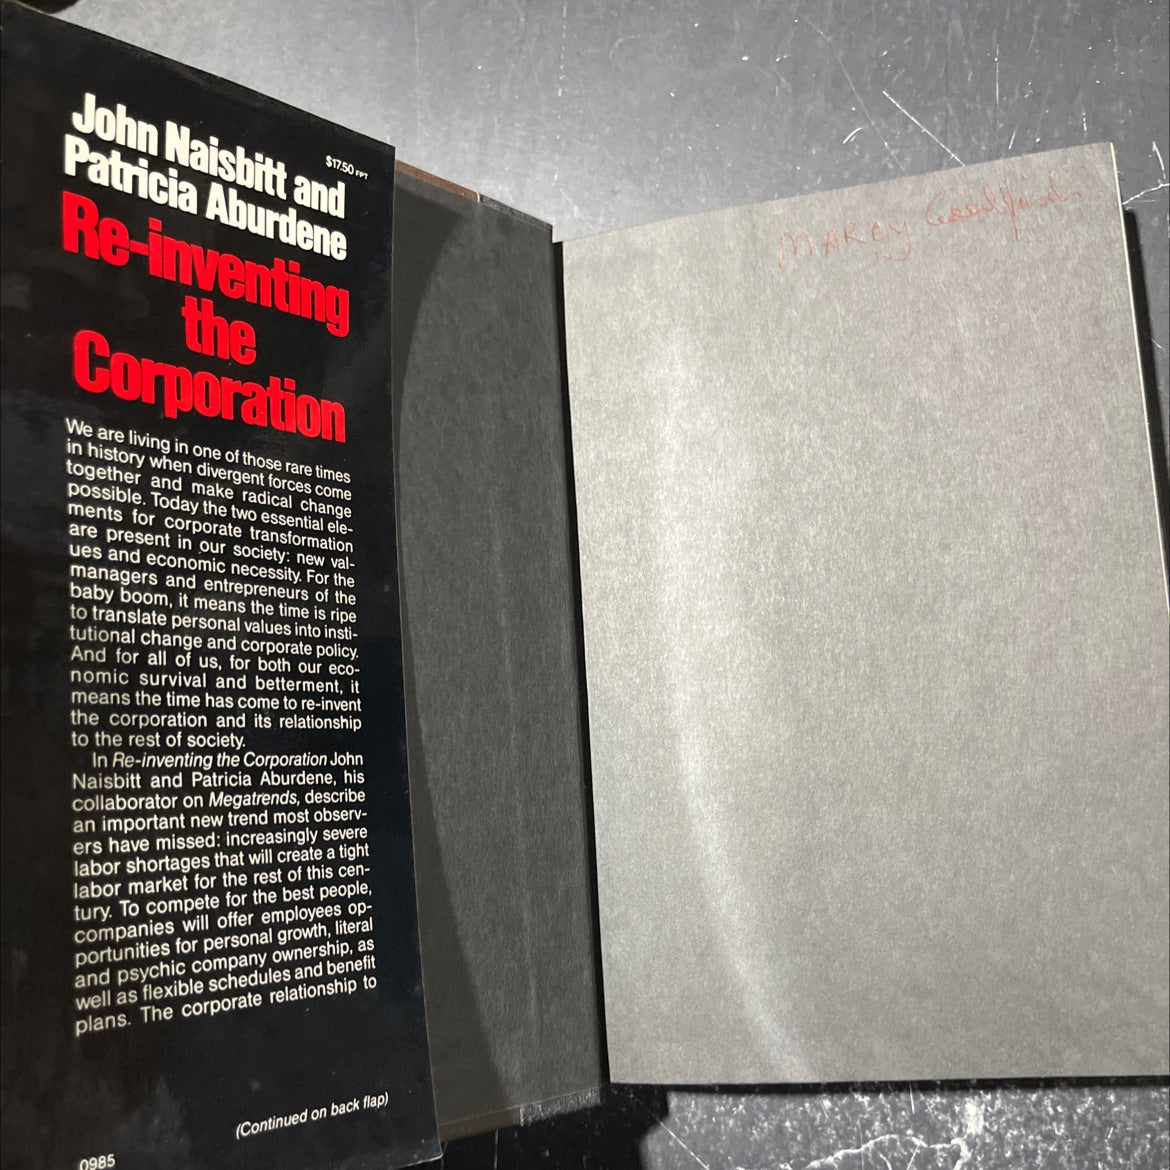 John Naisbitt and
Patricia Aburdene
$17.50 FPT
Re-inventing
the
Corporation
We are living in one of those rare times
in history when divergent forces come
together and make radical change
possible. Today the two essential ele-
ments for corporate transformation
are present in our society: new val-
ues and economic necessity. For the
managers and entrepreneurs of the
baby boom, it means the time is ripe
to translate personal values into insti-
tutional change and corporate policy.
And for all of us, for both our eco-
nomic survival and betterment, it
means the time has come to re-invent
the corporation and its relationship
to the rest of society.
In Re-inventing the Corporation John
Naisbitt and Patricia Aburdene, his
collaborator on Megatrends, describe
an important new trend most observ-
ers have missed: increasingly severe
labor shortages that will create a tight
labor market for the rest of this cen-
tury. To compete for the best people,
companies will offer employees op-
portunities for personal growth, literal
and psychic company ownership, as
well as flexible schedules and benefit
plans. The corporate relationship to
(Continued on back flap)
0985
MARCY